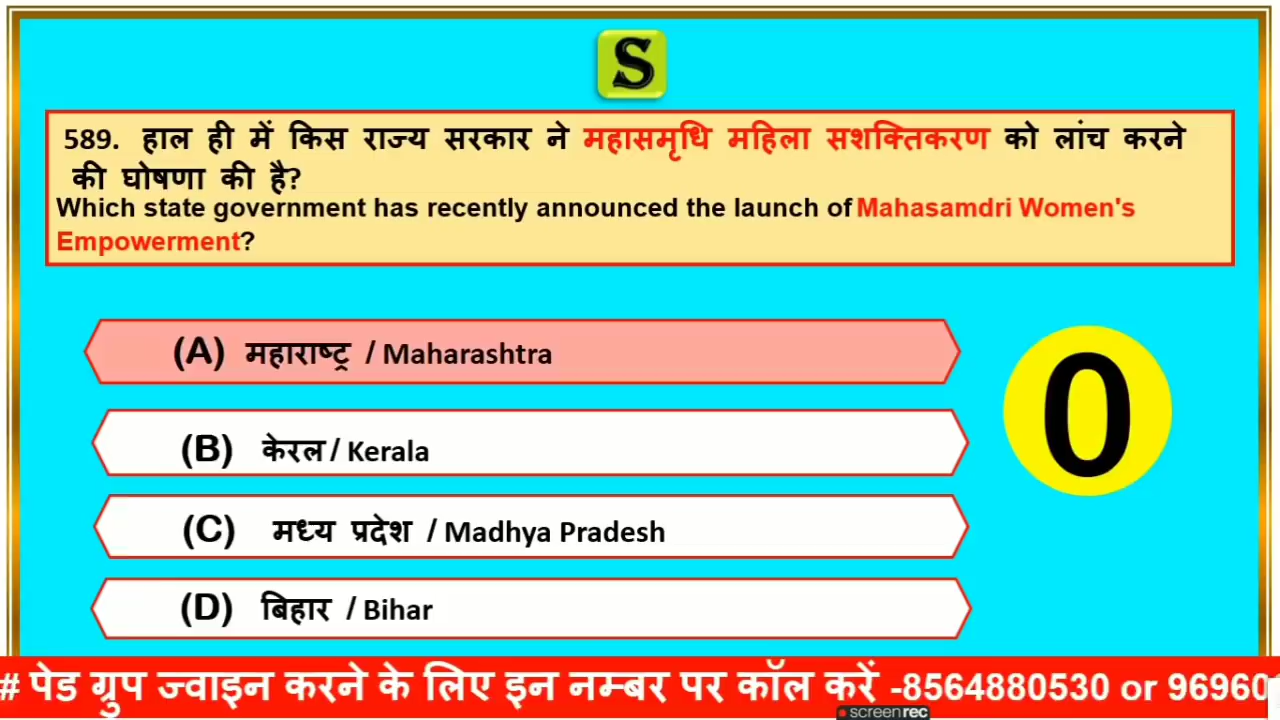 S
589. हाल ही में किस राज्य सरकार ने महासमृधि महिला सशक्तिकरण को लांच करने
की घोषणा की है?
Which state government has recently announced the launch of Mahasamdri Women's
Empowerment?
(A) महाराष्ट्र / Maharashtra
(B) केरल / Kerala
(C) मध्य प्रदेश / Madhya Pradesh
(D) बिहार / Bihar
0
# पेड ग्रुप ज्वाइन करने के लिए इन नम्बर पर कॉल करें -8564880530 or 96960
screenrec